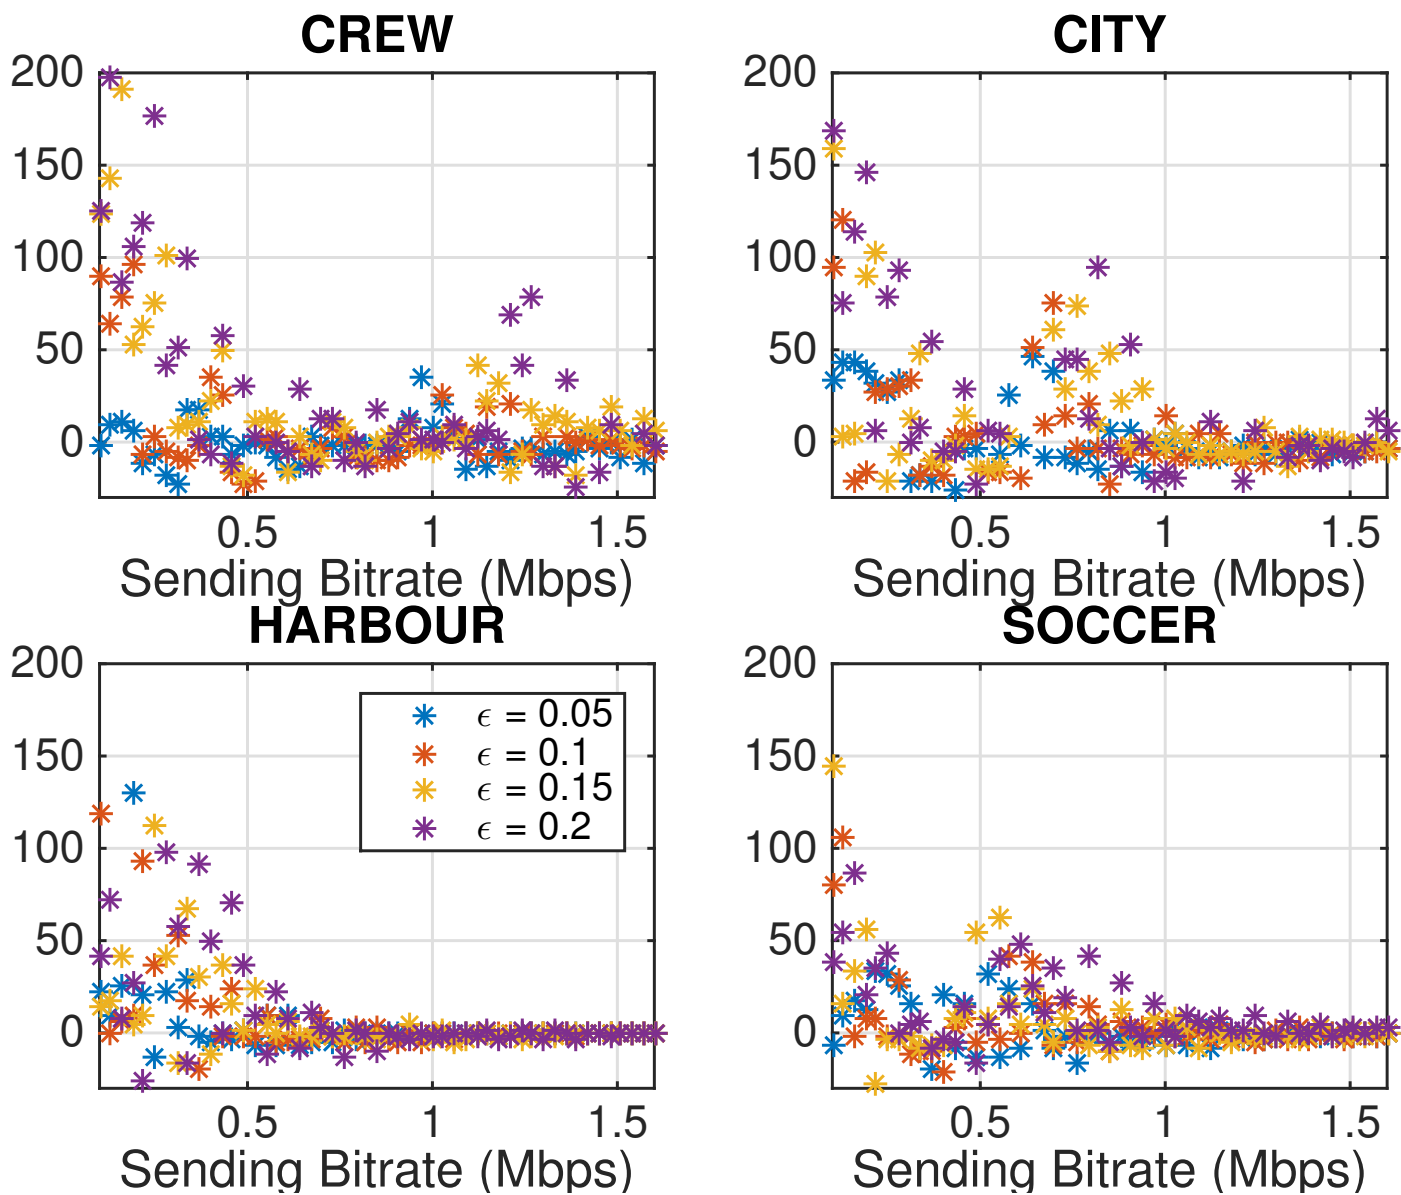 CREW
200
150
100
50
0
0.5 1 1.5
Sending Bitrate (Mbps)
CITY
200
150
100
50
0
0.5 1 1.5
Sending Bitrate (Mbps)
HARBOUR
200
150
100
50
0
ϵ = 0.05
ϵ = 0.1
ϵ = 0.15
ϵ = 0.2
0.5 1 1.5
Sending Bitrate (Mbps)
SOCCER
200
150
100
50
0
0.5 1 1.5
Sending Bitrate (Mbps)